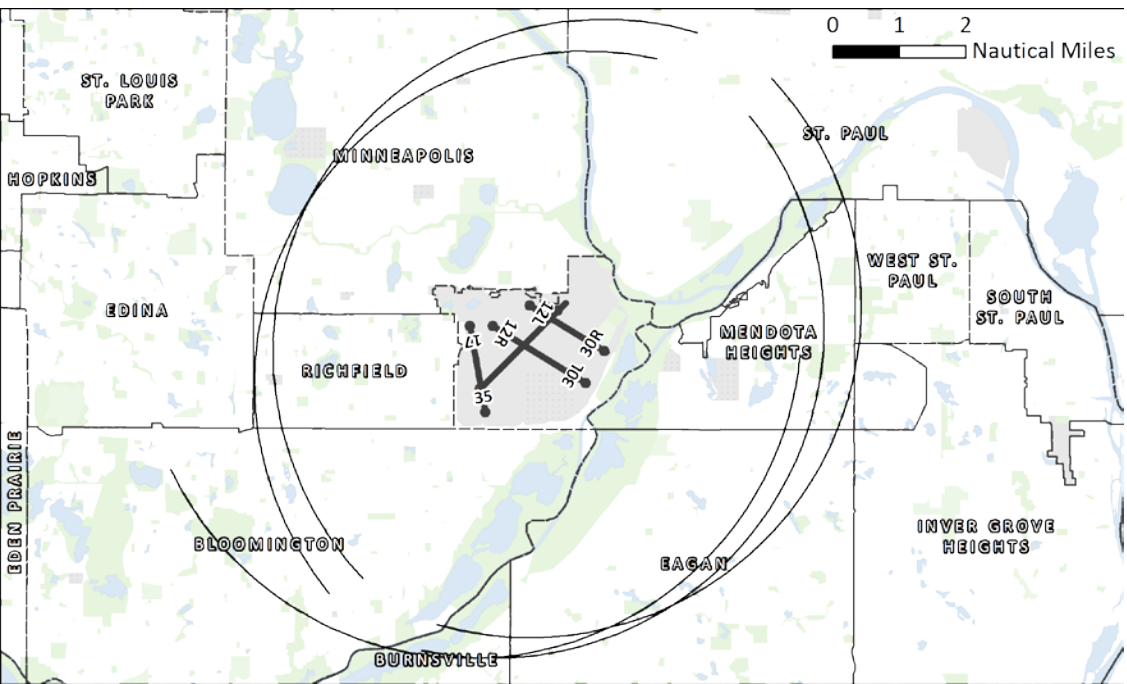 0 1 2
Nautical Miles
ST. LOUIS
PARK
ST. PAUL
MINNEAPOLIS
HOPKINS
WEST ST.
PAUL
EDINA
SOUTH
ST. PAUL
12L
12R
17
30R
MENDOTA
HEIGHTS
RICHFIELD
30L
35
EDEN PRAIRIE
BLOOMINGTON
INVER GROVE
HEIGHTS
EAGAN
BURNSVILLE